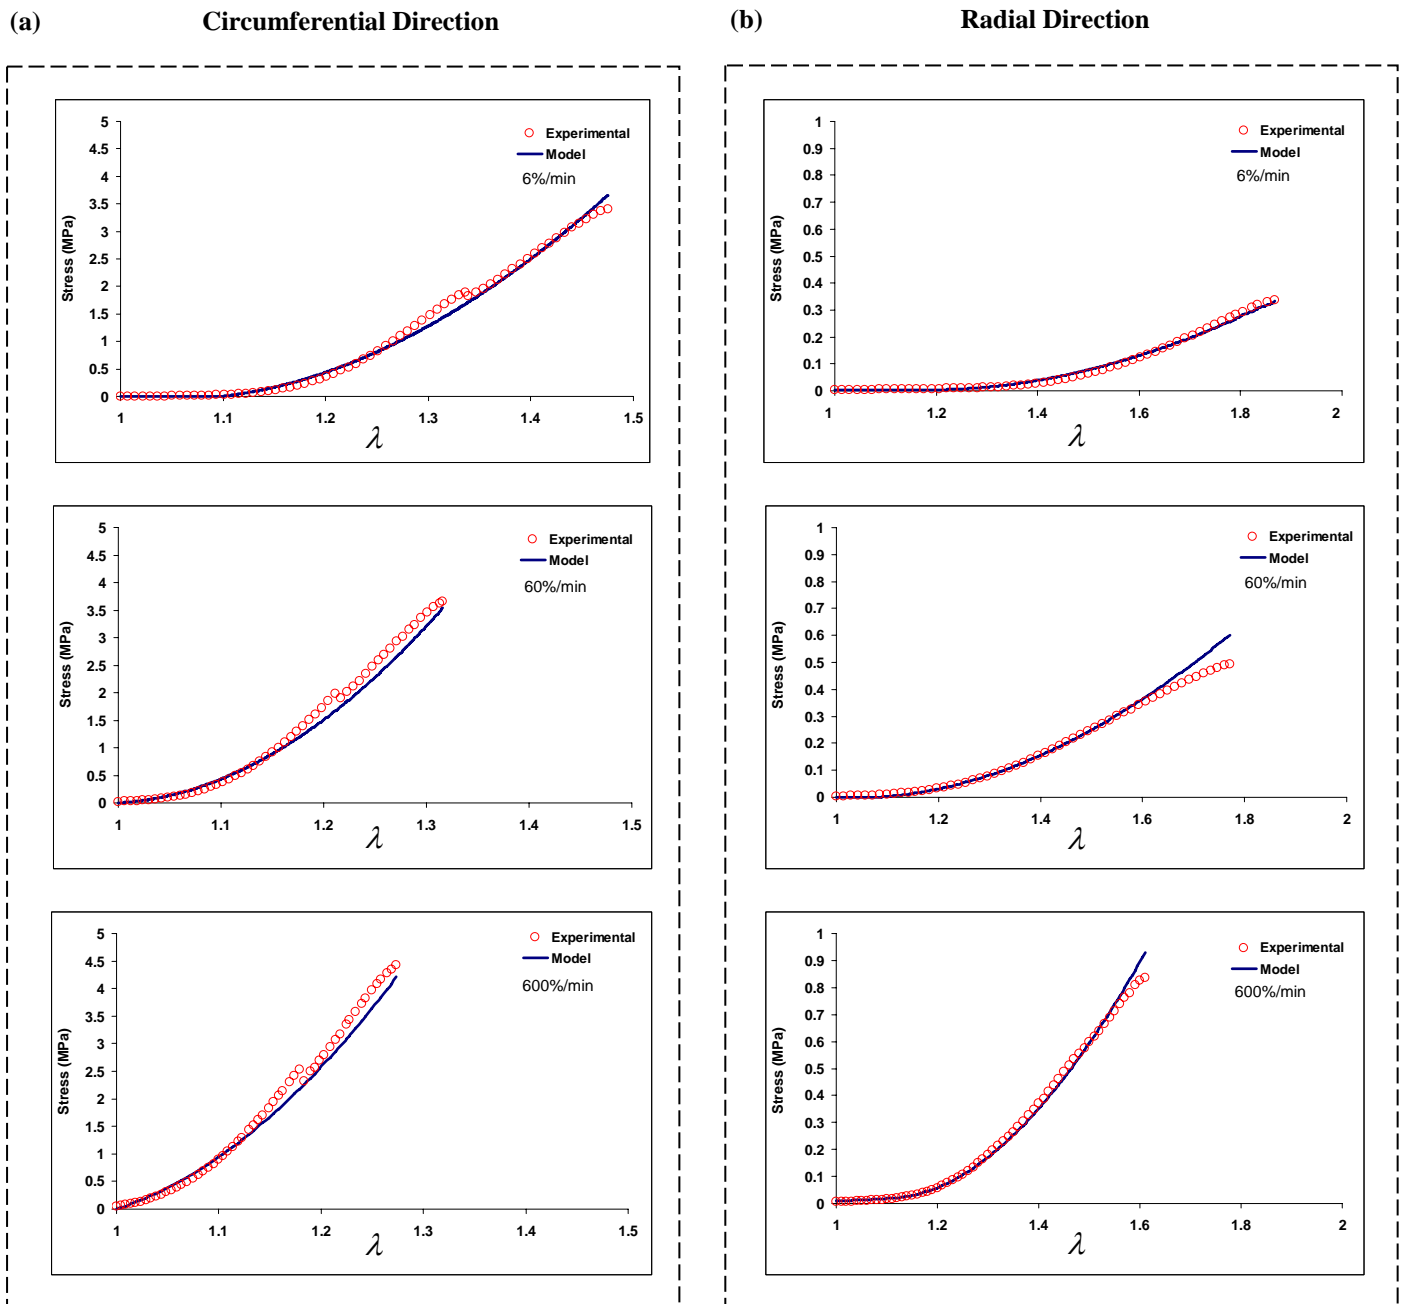 (a) Circumferential Direction
(b) Radial Direction
5
4.5
4
3.5
3
2.5
2
1.5
1
0.5
0
Stress (MPa)
Experimental
Model
6%/min
1 1.1 1.2 1.3 1.4 1.5
λ
1
0.9
0.8
0.7
0.6
0.5
0.4
0.3
0.2
0.1
0
Stress (MPa)
Experimental
Model
6%/min
1 1.2 1.4 1.6 1.8 2
λ
5
4.5
4
3.5
3
2.5
2
1.5
1
0.5
0
Stress (MPa)
Experimental
Model
60%/min
1 1.1 1.2 1.3 1.4 1.5
λ
1
0.9
0.8
0.7
0.6
0.5
0.4
0.3
0.2
0.1
0
Stress (MPa)
Experimental
Model
60%/min
1 1.2 1.4 1.6 1.8 2
λ
5
4.5
4
3.5
3
2.5
2
1.5
1
0.5
0
Stress (MPa)
Experimental
Model
600%/min
1 1.1 1.2 1.3 1.4 1.5
λ
1
0.9
0.8
0.7
0.6
0.5
0.4
0.3
0.2
0.1
0
Stress (MPa)
Experimental
Model
600%/min
1 1.2 1.4 1.6 1.8 2
λ